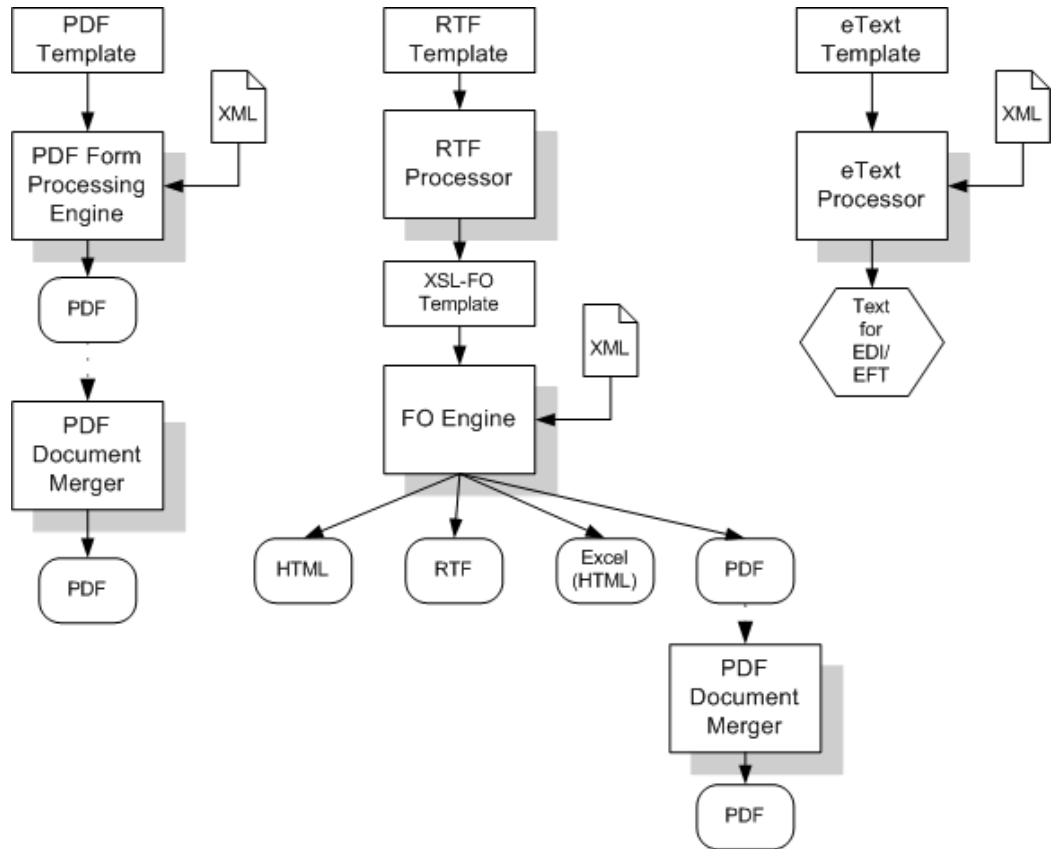 PDF
Template
XML
PDF Form
Processing
Engine
PDF
PDF
Document
Merger
PDF
RTF
Template
RTF
Processor
XSL-FO
Template
XML
FO Engine
HTML
RTF
Excel
(HTML)
PDF
PDF
Document
Merger
PDF
eText
Template
XML
eText
Processor
Text
for
EDI/
EFT